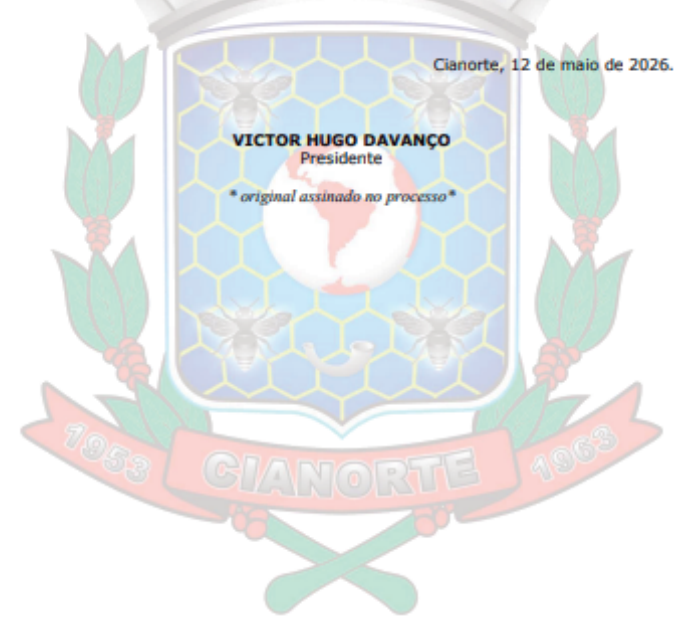 Cianorte, 12 de maio de 2026.
VICTOR HUGO DAVANÇO
Presidente
* original assinado no processo*
1953 CIANORTE 1963